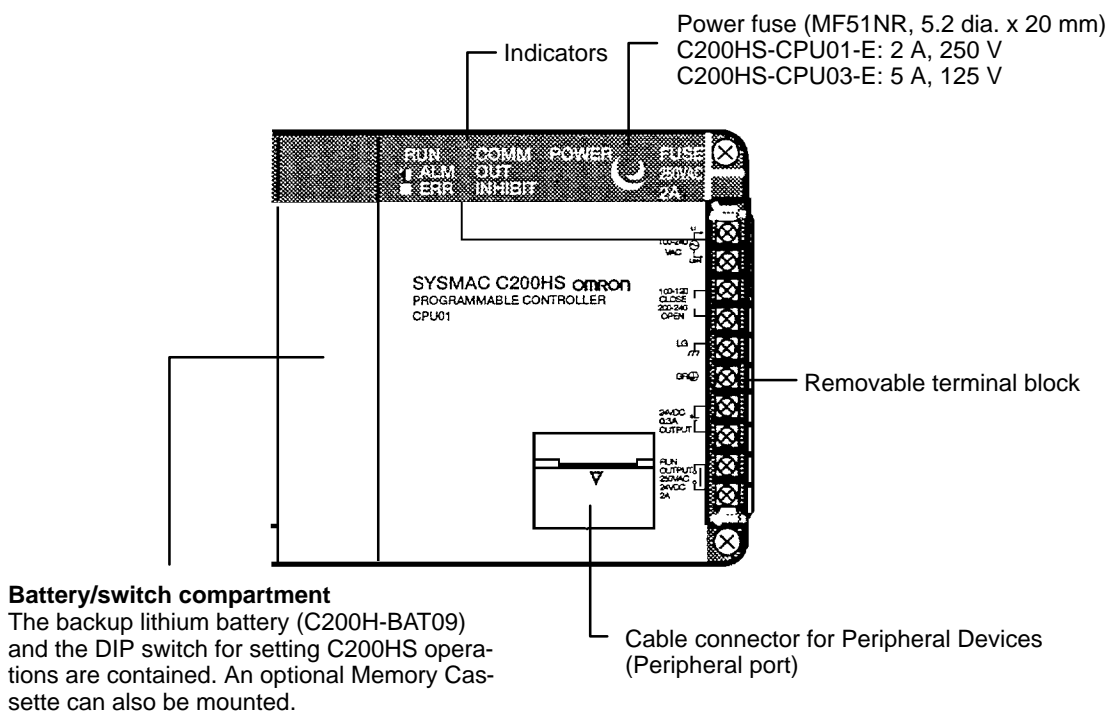 Power fuse (MF51NR, 5.2 dia. x 20 mm)
C200HS-CPU01-E: 2 A, 250 V
C200HS-CPU03-E: 5 A, 125 V
Indicators
RUN COMM POWER FUSE
ALM OUT 250VAC
ERR INHIBIT 2A
100-240
VAC
SYSMAC C200HS OMRON
PROGRAMMABLE CONTROLLER
CPU01
100-120
CLOSE
200-240
OPEN
LG
GR
Removable terminal block
24VDC
0.3A
OUTPUT
RUN
OUTPUT
250VAC
24VDC
2A
Battery/switch compartment
The backup lithium battery (C200H-BAT09)
and the DIP switch for setting C200HS opera-
tions are contained. An optional Memory Cas-
sette can also be mounted.
Cable connector for Peripheral Devices
(Peripheral port)